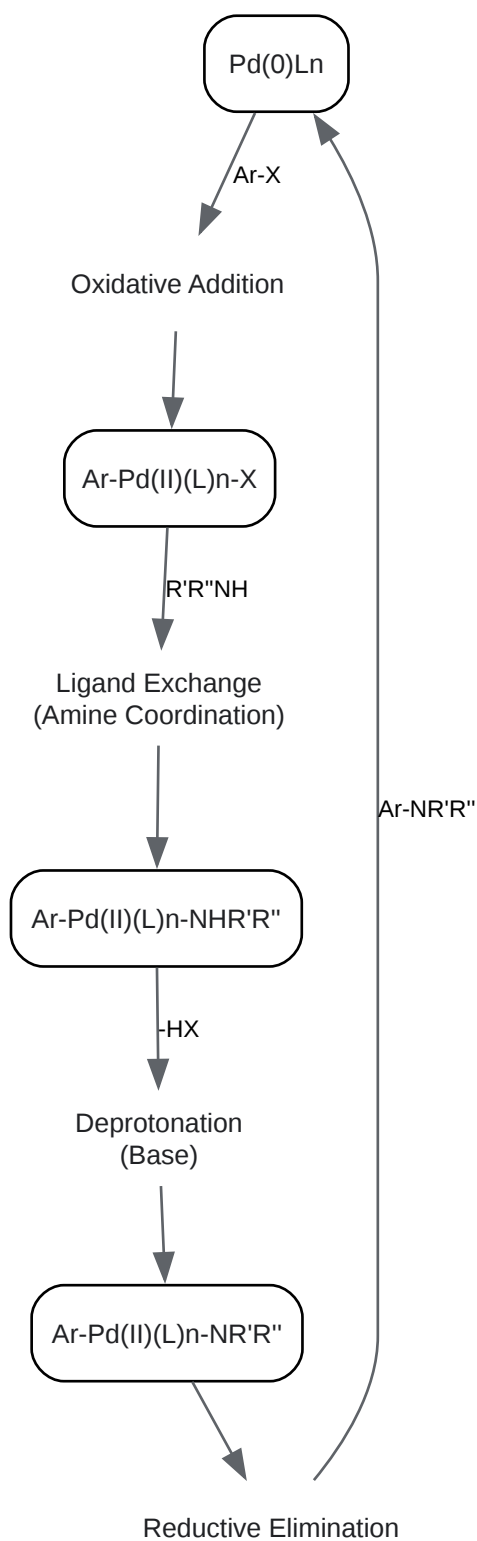 Pd(0)Ln
Ar-X
Oxidative Addition
Ar-Pd(II)(L)n-X
R'R''NH
Ligand Exchange
(Amine Coordination)
Ar-NR'R''
Ar-Pd(II)(L)n-NHR'R''
-HX
Deprotonation
(Base)
Ar-Pd(II)(L)n-NR'R''
Reductive Elimination